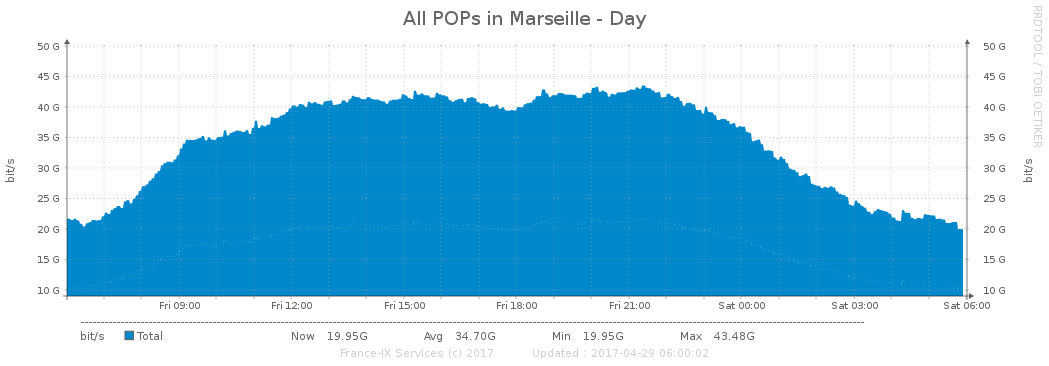 All POPs in Marseille - Day
RRDTOOL / TOBI OETIKER
50 G 50 G
45 G 45 G
40 G 40 G
35 G 35 G
30 G 30 G
25 G 25 G
20 G 20 G
15 G 15 G
10 G 10 G
bit/s bit/s
Fri 09:00 Fri 12:00 Fri 15:00 Fri 18:00 Fri 21:00 Sat 00:00 Sat 03:00 Sat 06:00
bit/s Total Now 19.95G Avg 34.70G Min 19.95G Max 43.48G
France-IX Services (c) 2017 Updated : 2017-04-29 06:00:02